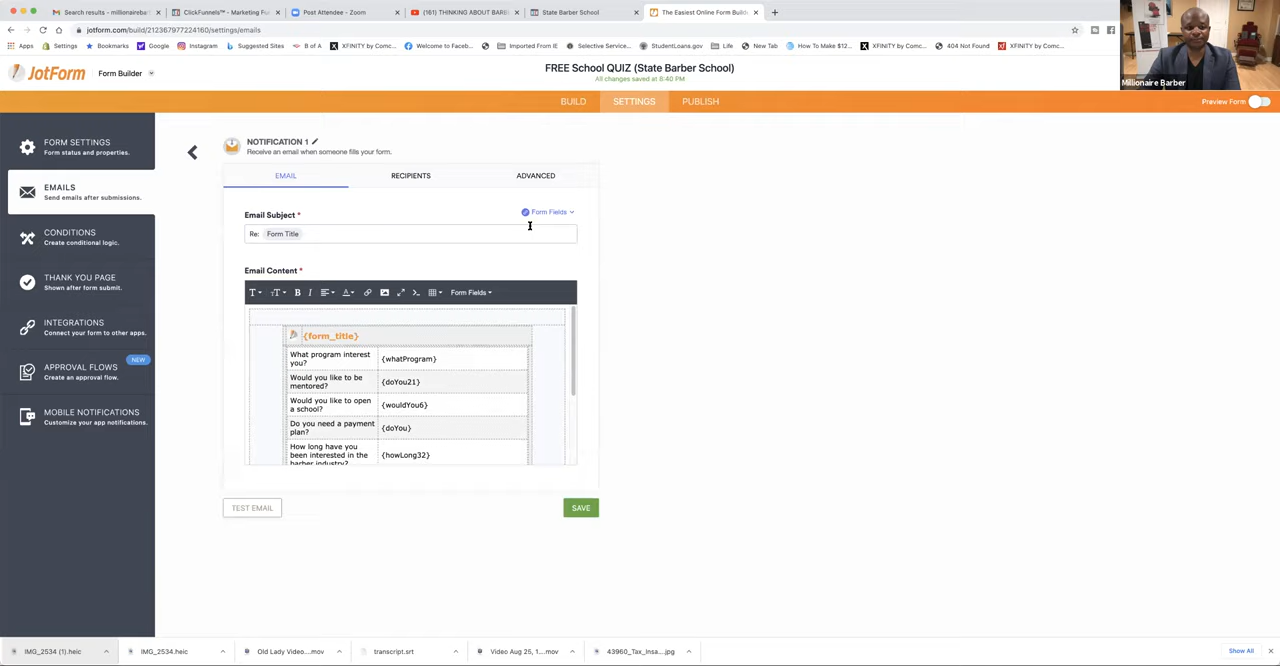 Search results - millionaireba
ClickFunnels™ - Marketing Fu
Post Attendee - Zoom
(161) THINKING ABOUT BARB
State Barber School
The Easiest Online Form Build
jotform.com/build/212367977224160/settings/emails
Apps
Settings
Bookmarks
Google
Instagram
Suggested Sites
B of A
XFINITY by Comc...
Welcome to Faceb...
Imported From IE
Selective Service...
StudentLoans.gov
Life
New Tab
How To Make $12...
XFINITY by Comc...
404 Not Found
XFINITY by Comc...
Millionaire Barber
JotForm
Form Builder
FREE School QUIZ (State Barber School)
All changes saved at 8:40 PM
BUILD
SETTINGS
PUBLISH
Preview Form
FORM SETTINGS
Form status and properties.
EMAILS
Send emails after submissions.
CONDITIONS
Create conditional logic.
THANK YOU PAGE
Shown after form submit.
INTEGRATIONS
Connect your form to other apps.
NEW
APPROVAL FLOWS
Create an approval flow.
MOBILE NOTIFICATIONS
Customize your app notifications.
NOTIFICATION 1
Receive an email when someone fills your form.
EMAIL
RECIPIENTS
ADVANCED
Email Subject *
Form Fields
Re: Form Title
Email Content *
Form Fields
{form_title}
What program interest
you?
{whatProgram}
Would you like to be
mentored?
{doYou21}
Would you like to open
a school?
{wouldYou6}
Do you need a payment
plan?
{doYou}
How long have you
been interested in the
barber industry?
{howLong32}
TEST EMAIL
SAVE
IMG_2534 (1).heic
IMG_2534.heic
Old Lady Video....mov
transcript.srt
Video Aug 25, 1....mov
43960_Tax_Insa....jpg
Show All